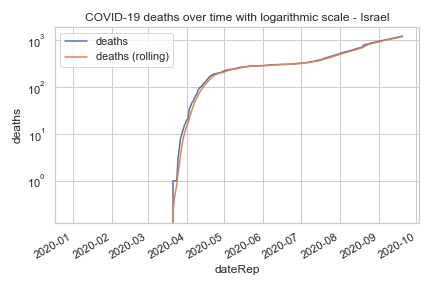 COVID-19 deaths over time with logarithmic scale - Israel
deaths
deaths (rolling)
10³
10²
10¹
10⁰
deaths
2020-01
2020-02
2020-03
2020-04
2020-05
2020-06
2020-07
2020-08
2020-09
2020-10
dateRep